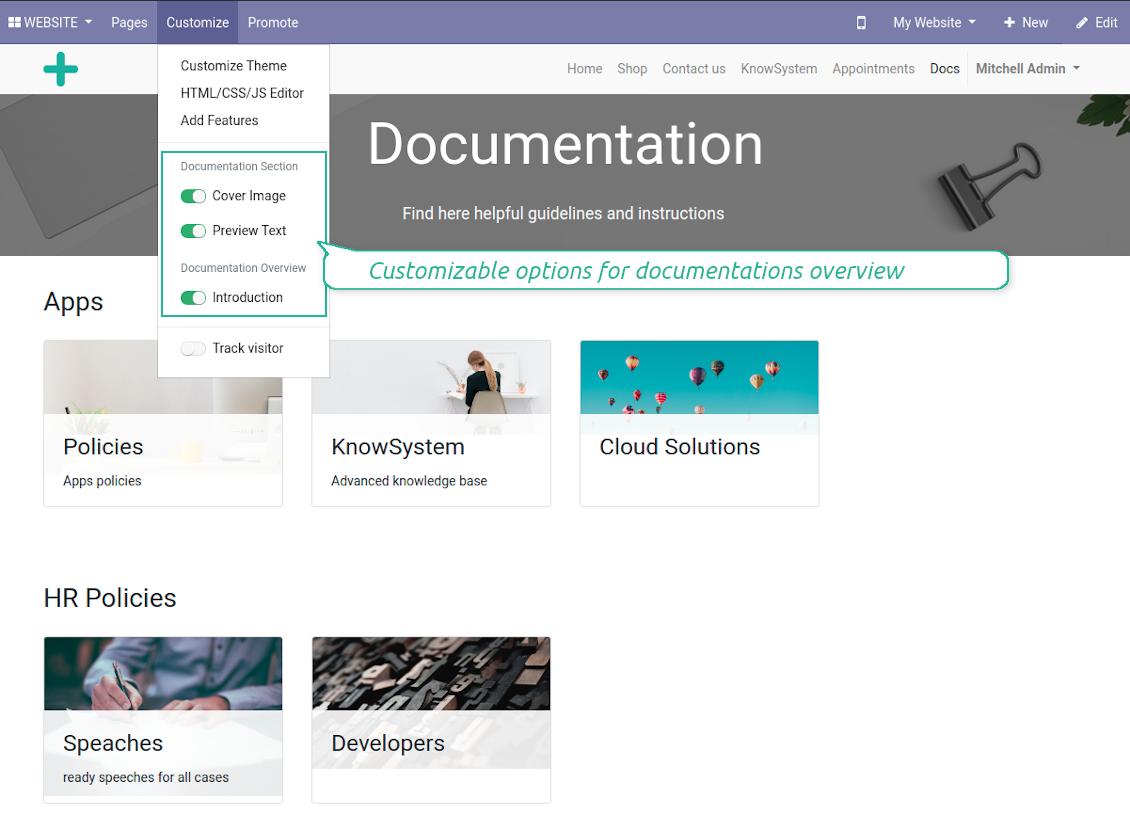 WEBSITE Pages Customize Promote My Website New Edit
Home Shop Contact us KnowSystem Appointments Docs Mitchell Admin
Customize Theme
HTML/CSS/JS Editor
Add Features
Documentation Section
Cover Image
Preview Text
Documentation Overview
Introduction
Track visitor
Documentation
Find here helpful guidelines and instructions
Customizable options for documentations overview
Apps
Policies
Apps policies
KnowSystem
Advanced knowledge base
Cloud Solutions
HR Policies
Speaches
ready speeches for all cases
Developers